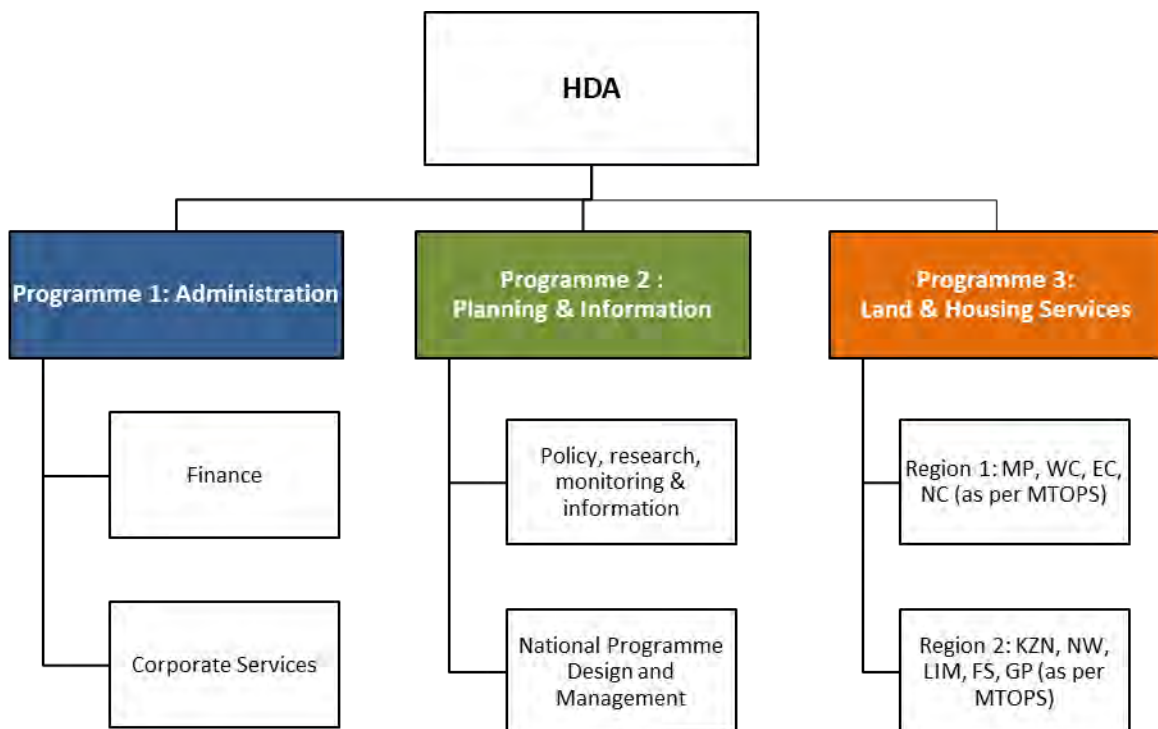 HDA
Programme 1: Administration
Programme 2 :
Planning & Information
Programme 3:
Land & Housing Services
Finance
Policy, research,
monitoring &
information
Region 1: MP, WC, EC,
NC (as per MTOPS)
Corporate Services
National Programme
Design and
Management
Region 2: KZN, NW,
LIM, FS, GP (as per
MTOPS)